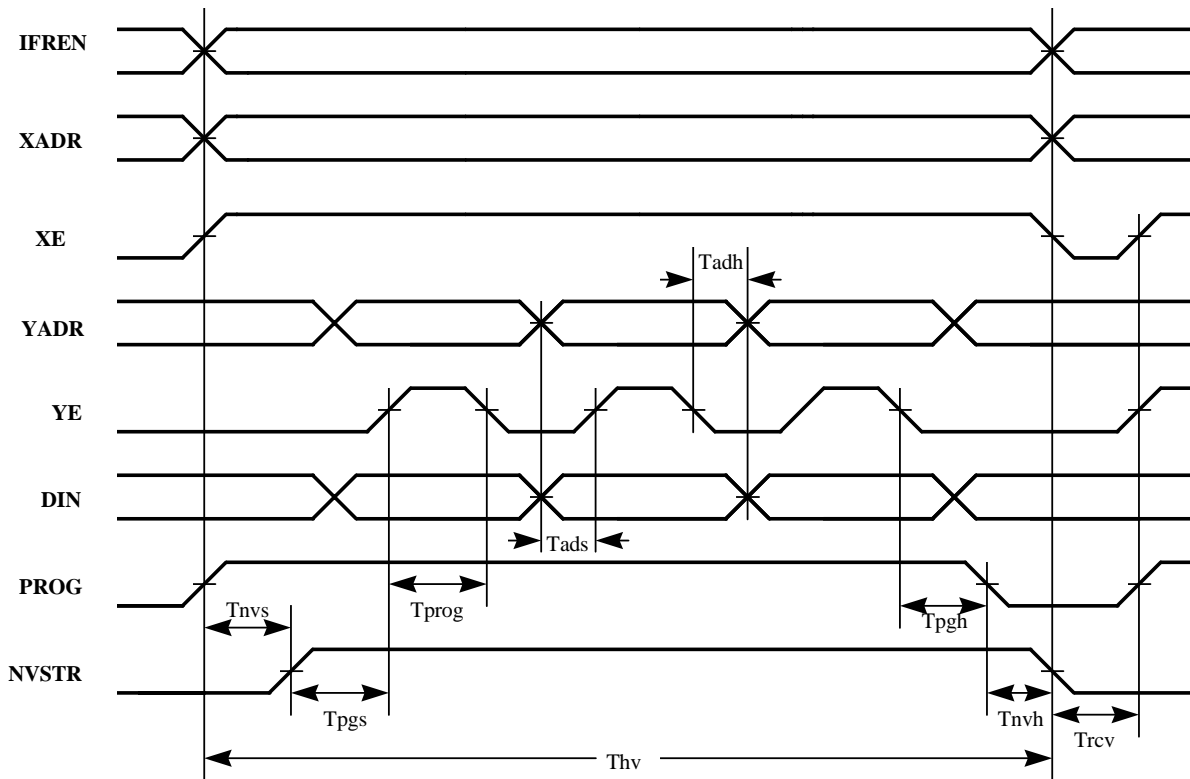 IFREN
XADR
XE
Tadh
YADR
YE
DIN
Tads
PROG
Tnvs
Tprog
Tpgh
NVSTR
Tpgs
Tnvh
Trcv
Thv